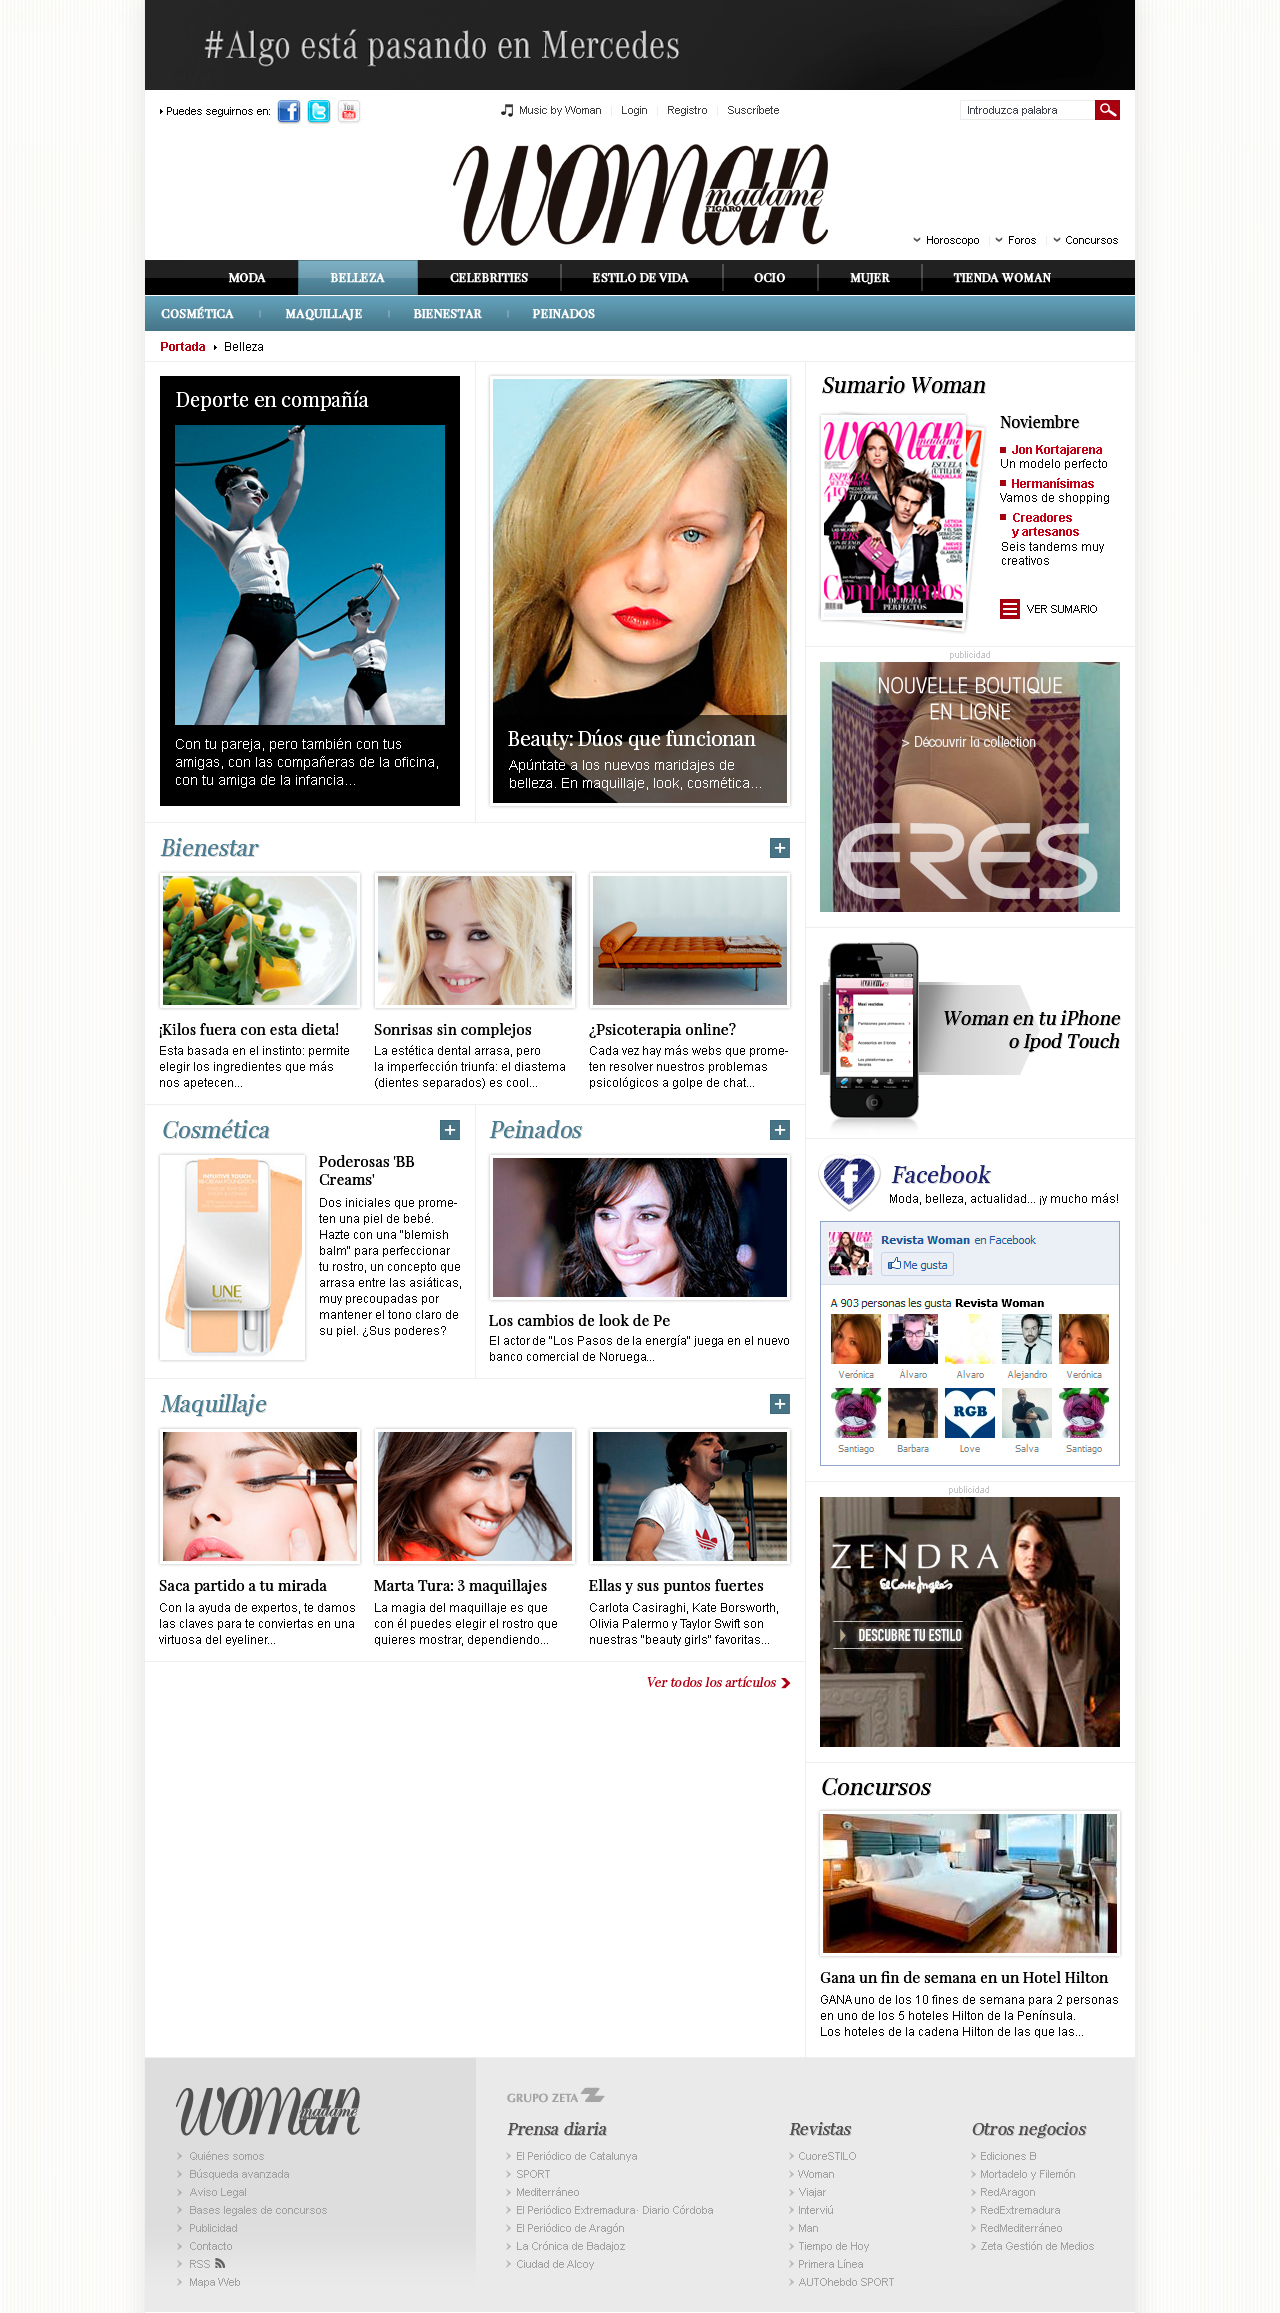 #Algo está pasando en Mercedes
Puedes seguirnos en:
Music by Woman
Login
Registro
Suscríbete
Introduzca palabra
woman
madame
FIGARO
Horoscopo
Foros
Concursos
MODA
BELLEZA
CELEBRITIES
ESTILO DE VIDA
OCIO
MUJER
TIENDA WOMAN
COSMÉTICA
MAQUILLAJE
BIENESTAR
PEINADOS
Portada
Belleza
Deporte en compañía
Con tu pareja, pero también con tus
amigas, con las compañeras de la oficina,
con tu amiga de la infancia...
Beauty: Dúos que funcionan
Apúntate a los nuevos maridajes de
belleza. En maquillaje, look, cosmética...
Sumario Woman
woman
madame
Complementos
DE MODA
PERFECTOS
Noviembre
Jon Kortajarena
Un modelo perfecto
Hermanísimas
Vamos de shopping
Creadores
y artesanos
Seis tandems muy
creativos
VER SUMARIO
publicidad
NOUVELLE BOUTIQUE
EN LIGNE
> Découvrir la collection
ERES
Bienestar
¡Kilos fuera con esta dieta!
Esta basada en el instinto: permite
elegir los ingredientes que más
nos apetecen...
Sonrisas sin complejos
La estética dental arrasa, pero
la imperfección triunfa: el diastema
(dientes separados) es cool...
¿Psicoterapia online?
Cada vez hay más webs que prome-
ten resolver nuestros problemas
psicológicos a golpe de chat...
Woman en tu iPhone
o Ipod Touch
Cosmética
UNE
Poderosas 'BB
Creams'
Dos iniciales que prome-
ten una piel de bebé.
Hazte con una "blemish
balm" para perfeccionar
tu rostro, un concepto que
arrasa entre las asiáticas,
muy precoupadas por
mantener el tono claro de
su piel. ¿Sus poderes?
Peinados
Los cambios de look de Pe
El actor de "Los Pasos de la energía" juega en el nuevo
banco comercial de Noruega...
Facebook
Moda, belleza, actualidad... ¡y mucho más!
Revista Woman en Facebook
Me gusta
A 903 personas les gusta Revista Woman
Verónica
Álvaro
Alvaro
Alejandro
Verónica
RGB
Santiago
Barbara
Love
Salva
Santiago
Maquillaje
Saca partido a tu mirada
Con la ayuda de expertos, te damos
las claves para te conviertas en una
virtuosa del eyeliner...
Marta Tura: 3 maquillajes
La magia del maquillaje es que
con él puedes elegir el rostro que
quieres mostrar, dependiendo...
Ellas y sus puntos fuertes
Carlota Casiraghi, Kate Borsworth,
Olivia Palermo y Taylor Swift son
nuestras "beauty girls" favoritas...
Ver todos los artículos
publicidad
ZENDRA
El Corte Inglés
DESCUBRE TU ESTILO
Concursos
Gana un fin de semana en un Hotel Hilton
GANA uno de los 10 fines de semana para 2 personas
en uno de los 5 hoteles Hilton de la Península.
Los hoteles de la cadena Hilton de las que las...
woman
madame
Quiénes somos
Búsqueda avanzada
Aviso Legal
Bases legales de concursos
Publicidad
Contacto
RSS
Mapa Web
GRUPO ZETA
Prensa diaria
El Periódico de Catalunya
SPORT
Mediterráneo
El Periódico Extremadura- Diario Córdoba
El Periódico de Aragón
La Crónica de Badajoz
Ciudad de Alcoy
Revistas
CuoreSTILO
Woman
Viajar
Interviú
Man
Tiempo de Hoy
Primera Línea
AUTOhebdo SPORT
Otros negocios
Ediciones B
Mortadelo y Filemón
RedAragon
RedExtremadura
RedMediterráneo
Zeta Gestión de Medios